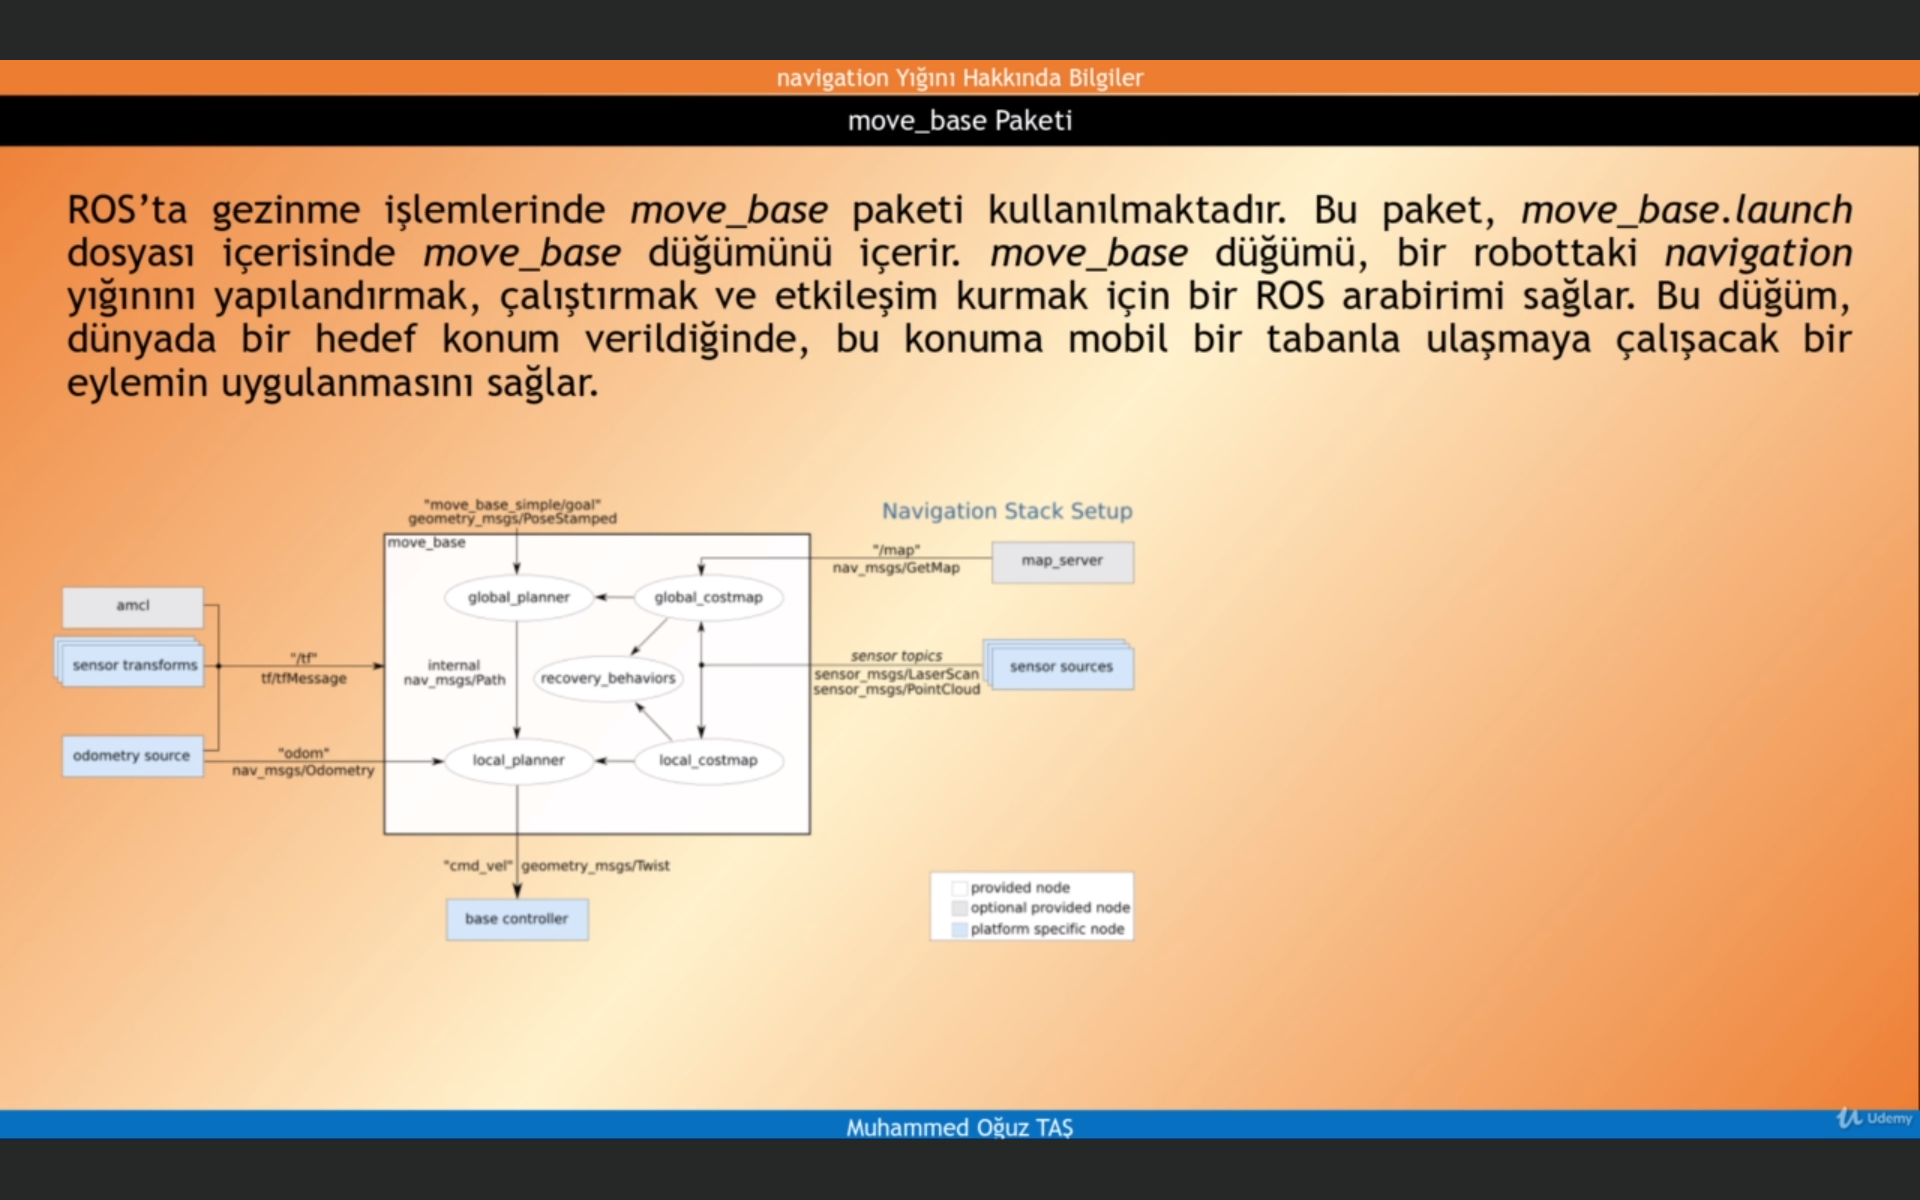 navigation Yığını Hakkında Bilgiler
move_base Paketi
ROS’ta gezinme işlemlerinde move_base paketi kullanılmaktadır. Bu paket, move_base.launch
dosyası içerisinde move_base düğümünü içerir. move_base düğümü, bir robottaki navigation
yığınını yapılandırmak, çalıştırmak ve etkileşim kurmak için bir ROS arabirimi sağlar. Bu düğüm,
dünyada bir hedef konum verildiğinde, bu konuma mobil bir tabanla ulaşmaya çalışacak bir
eylemin uygulanmasını sağlar.
"move_base_simple/goal"
geometry_msgs/PoseStamped
Navigation Stack Setup
move_base
"/map"
nav_msgs/GetMap
map_server
amcl
global_planner
global_costmap
sensor transforms
"/tf"
tf/tfMessage
internal
nav_msgs/Path
recovery_behaviors
sensor topics
sensor_msgs/LaserScan
sensor_msgs/PointCloud
sensor sources
odometry source
"odom"
nav_msgs/Odometry
local_planner
local_costmap
"cmd_vel" geometry_msgs/Twist
base controller
provided node
optional provided node
platform specific node
Muhammed Oğuz TAŞ
Udemy